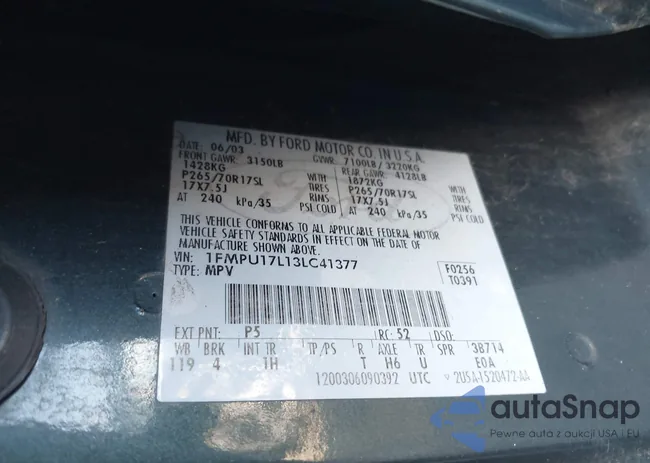 MFD. BY FORD MOTOR CO. IN U.S.A.
DATE: 06/03 GVWR: 7100LB / 3220KG
FRONT GAWR: 3150LB REAR GAWR: 4128LB
1428KG WITH 1872KG WITH
P265/70R17SL TIRES P265/70R17SL TIRES
17X7.5J RIMS 17X7.5J RIMS
AT 240 kPa/35 PSI COLD AT 240 kPa/35 PSI COLD
THIS VEHICLE CONFORMS TO ALL APPLICABLE FEDERAL MOTOR
VEHICLE SAFETY STANDARDS IN EFFECT ON THE DATE OF
MANUFACTURE SHOWN ABOVE.
VIN: 1FMPU17L13LC41377 F0256
TYPE: MPV T0391
EXT PNT: P5 RC: 52 DSO:
WB BRK INT TR TP/PS R AXLE TR SPR 38714
119 4 1H T H6 U E0A
1200306090392 UTC 2U5A-1520472-AA
autaSnap
Pewne auta z aukcji USA i EU